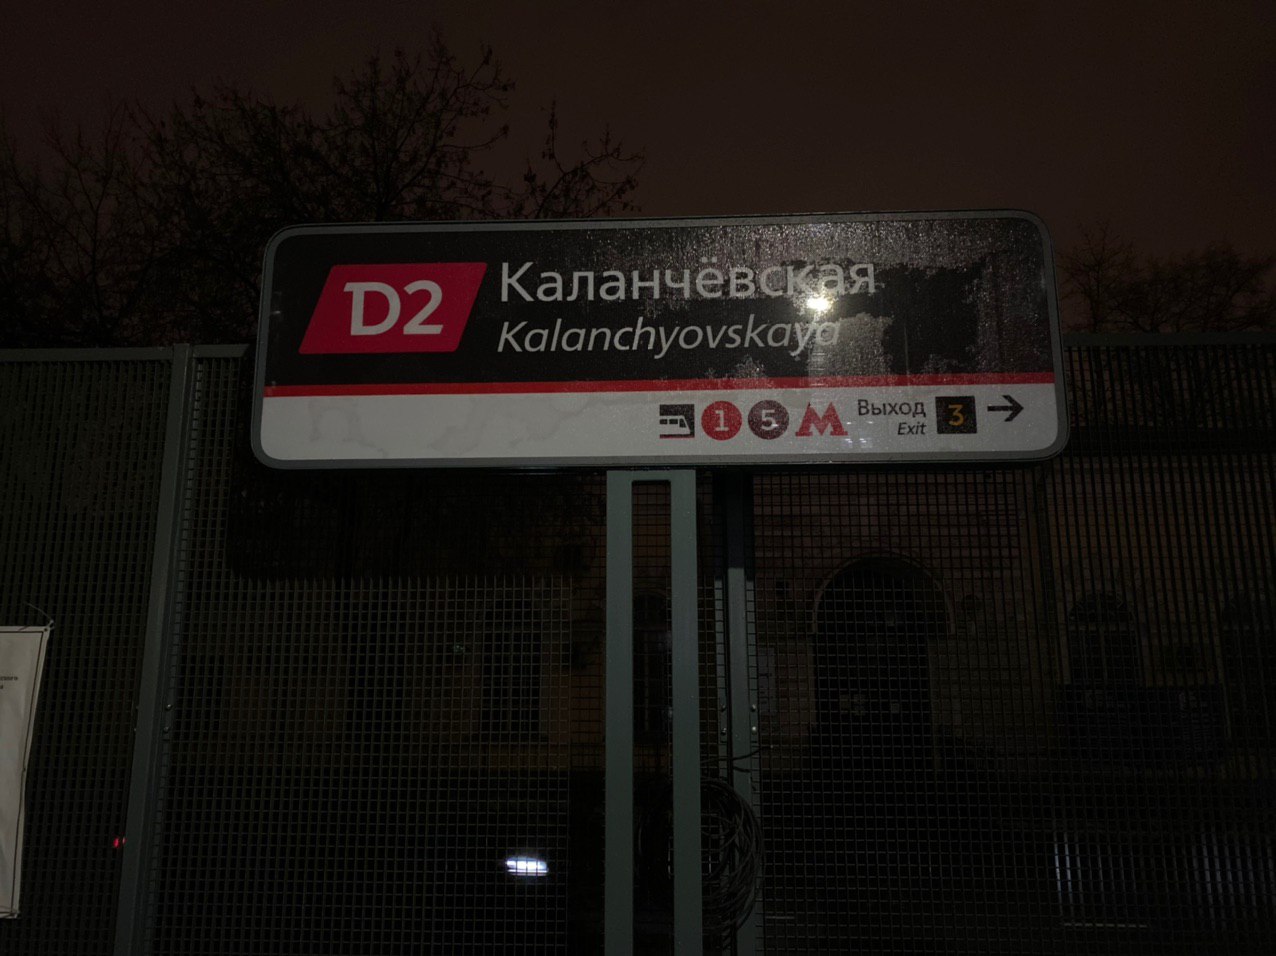 D2
Каланчёвская
Kalanchyovskaya
1 5 М Выход 3 →
Exit